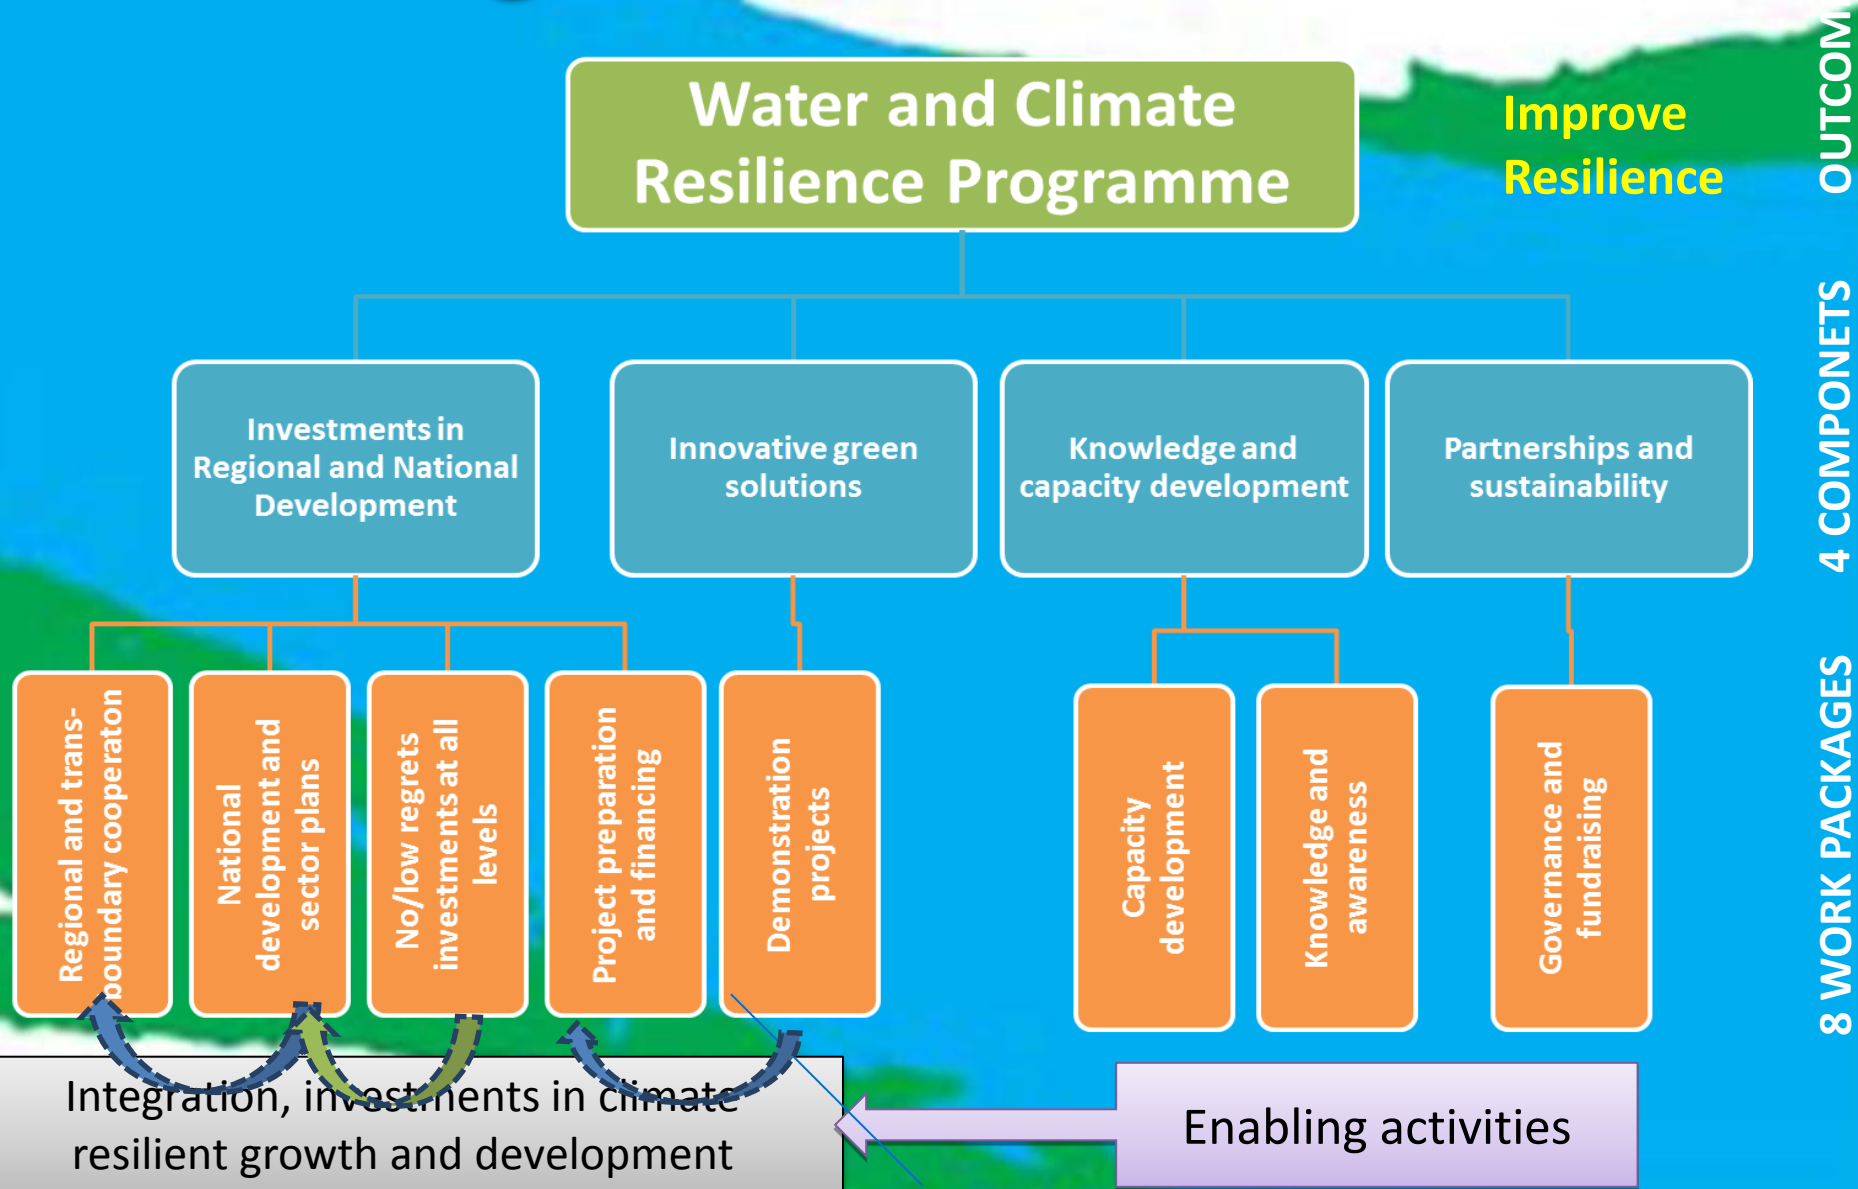 Water and Climate
Resilience Programme
Improve
Resilience
OUTCOM
Investments in
Regional and National
Development
Innovative green
solutions
Knowledge and
capacity development
Partnerships and
sustainability
4 COMPONETS
Regional and trans-
boundary cooperaton
National
development and
sector plans
No/low regrets
investments at all
levels
Project preparation
and financing
Demonstration
projects
Capacity
development
Knowledge and
awareness
Governance and
fundraising
8 WORK PACKAGES
Integration, investments in climate
resilient growth and development
Enabling activities